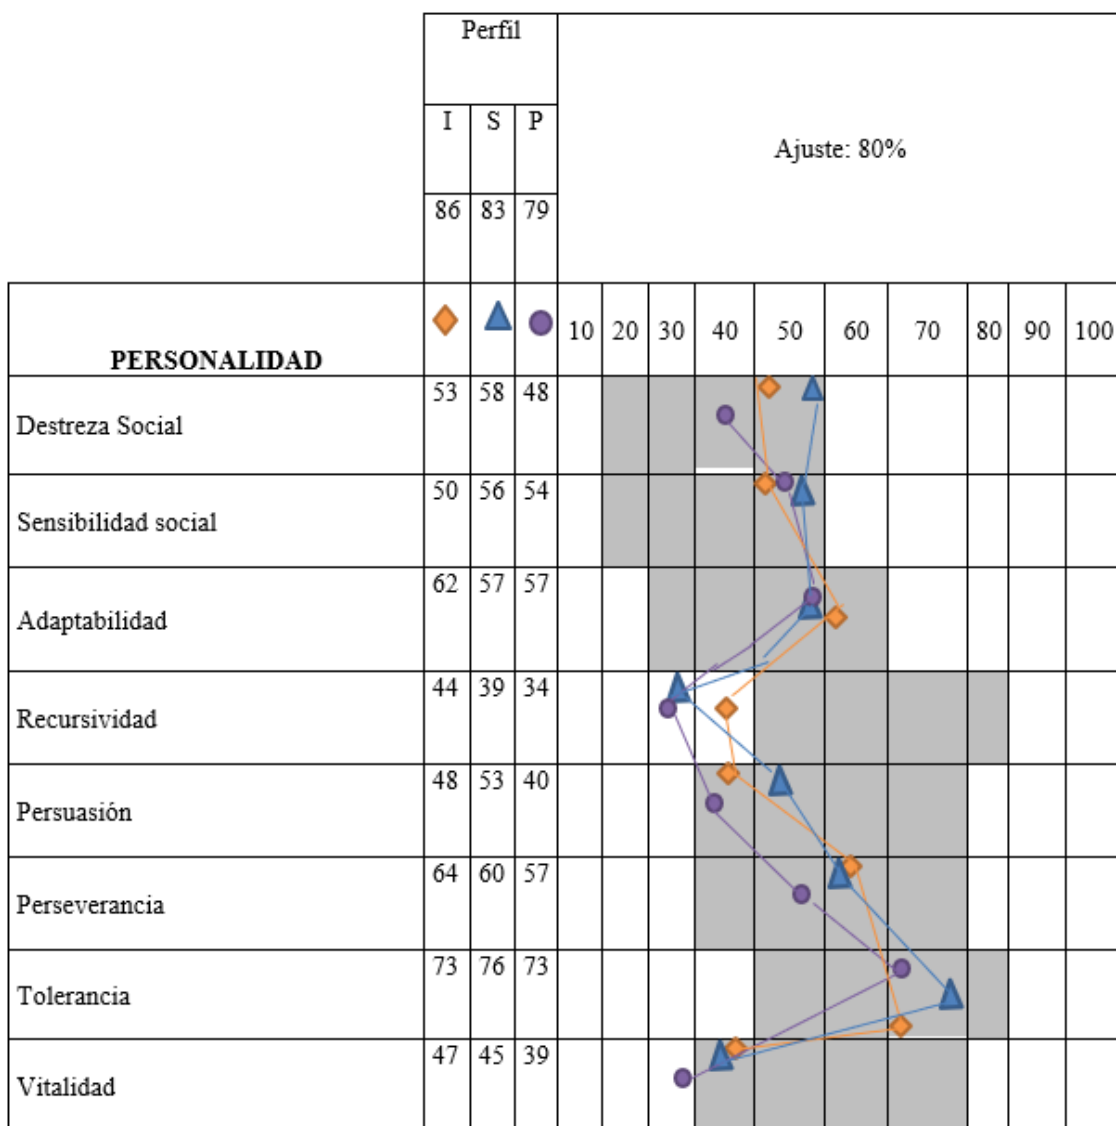 Perfil
I S P
Ajuste: 80%
86 83 79
PERSONALIDAD 10 20 30 40 50 60 70 80 90 100
Destreza Social 53 58 48
Sensibilidad social 50 56 54
Adaptabilidad 62 57 57
Recursividad 44 39 34
Persuasión 48 53 40
Perseverancia 64 60 57
Tolerancia 73 76 73
Vitalidad 47 45 39